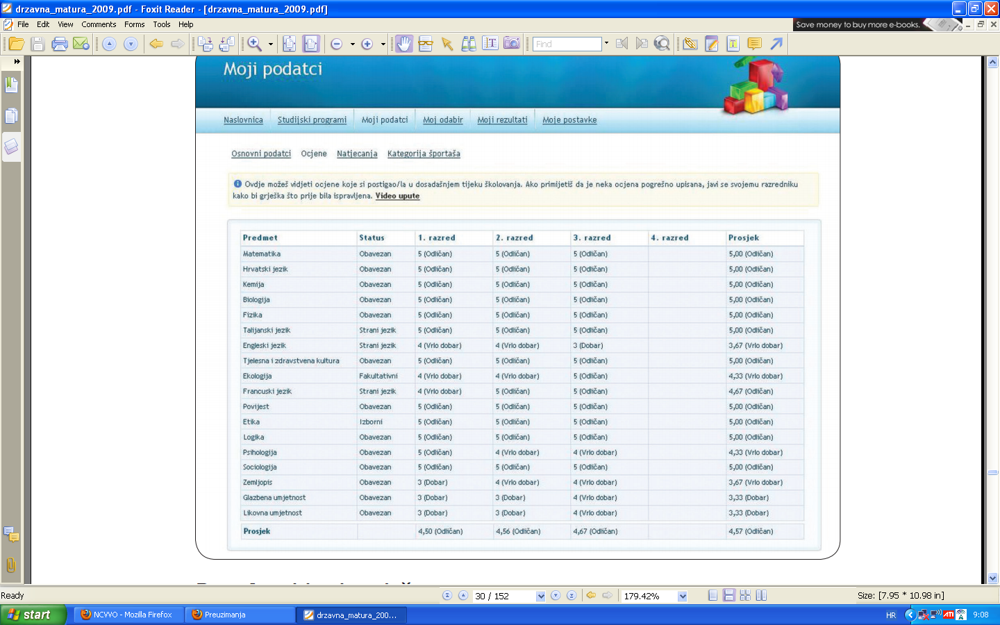 drzavna_matura_2009.pdf - Foxit Reader - [drzavna_matura_2009.pdf]
File Edit View Comments Forms Tools Help
Save money to buy more e-books.
Find
Moji podatci
Naslovnica Studijski programi Moji podatci Moj odabir Moji rezultati Moje postavke
Osnovni podatci Ocjene Natjecanja Kategorija športaša
Ovdje možeš vidjeti ocjene koje si postigao/la u dosadašnjem tijeku školovanja. Ako primijetiš da je neka ocjena pogrešno upisana, javi se svojemu razredniku
kako bi grješka što prije bila ispravljena. Video upute
Predmet Status 1. razred 2. razred 3. razred 4. razred Prosjek
Matematika Obavezan 5 (Odličan) 5 (Odličan) 5 (Odličan) 5,00 (Odličan)
Hrvatski jezik Obavezan 5 (Odličan) 5 (Odličan) 5 (Odličan) 5,00 (Odličan)
Kemija Obavezan 5 (Odličan) 5 (Odličan) 5 (Odličan) 5,00 (Odličan)
Biologija Obavezan 5 (Odličan) 5 (Odličan) 5 (Odličan) 5,00 (Odličan)
Fizika Obavezan 5 (Odličan) 5 (Odličan) 5 (Odličan) 5,00 (Odličan)
Talijanski jezik Strani jezik 5 (Odličan) 5 (Odličan) 5 (Odličan) 5,00 (Odličan)
Engleski jezik Strani jezik 4 (Vrlo dobar) 4 (Vrlo dobar) 3 (Dobar) 3,67 (Vrlo dobar)
Tjelesna i zdravstvena kultura Obavezan 5 (Odličan) 5 (Odličan) 5 (Odličan) 5,00 (Odličan)
Ekologija Fakultativni 4 (Vrlo dobar) 4 (Vrlo dobar) 5 (Odličan) 4,33 (Vrlo dobar)
Francuski jezik Strani jezik 4 (Vrlo dobar) 5 (Odličan) 5 (Odličan) 4,67 (Odličan)
Povijest Obavezan 5 (Odličan) 5 (Odličan) 5 (Odličan) 5,00 (Odličan)
Etika Izborni 5 (Odličan) 5 (Odličan) 5 (Odličan) 5,00 (Odličan)
Logika Obavezan 5 (Odličan) 5 (Odličan) 5 (Odličan) 5,00 (Odličan)
Psihologija Obavezan 5 (Odličan) 4 (Vrlo dobar) 4 (Vrlo dobar) 4,33 (Vrlo dobar)
Sociologija Obavezan 5 (Odličan) 5 (Odličan) 5 (Odličan) 5,00 (Odličan)
Zemljopis Obavezan 3 (Dobar) 4 (Vrlo dobar) 4 (Vrlo dobar) 3,67 (Vrlo dobar)
Glazbena umjetnost Obavezan 3 (Dobar) 3 (Dobar) 4 (Vrlo dobar) 3,33 (Dobar)
Likovna umjetnost Obavezan 3 (Dobar) 3 (Dobar) 4 (Vrlo dobar) 3,33 (Dobar)
Prosjek 4,50 (Odličan) 4,56 (Odličan) 4,67 (Odličan) 4,57 (Odličan)
Ready 30 / 152 179.42% Size: [7.95 * 10.98 in]
start NCVVO - Mozilla Firefox Preuzimanja drzavna_matura_200... HR ATI 9:08